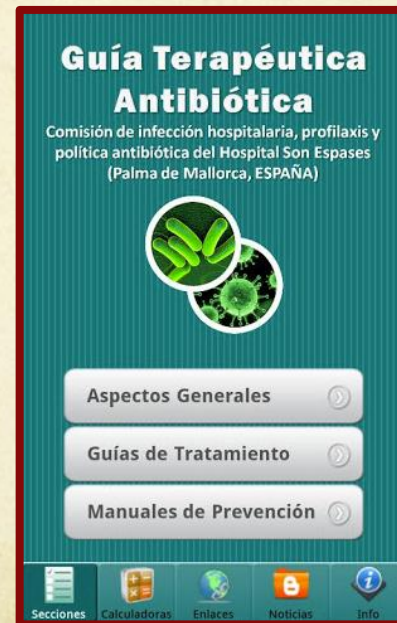 Guía Terapéutica
Antibiótica
Comisión de infección hospitalaria, profilaxis y
política antibiótica del Hospital Son Espases
(Palma de Mallorca, ESPAÑA)
Aspectos Generales
Guías de Tratamiento
Manuales de Prevención
Secciones Calculadoras Enlaces Noticias Info